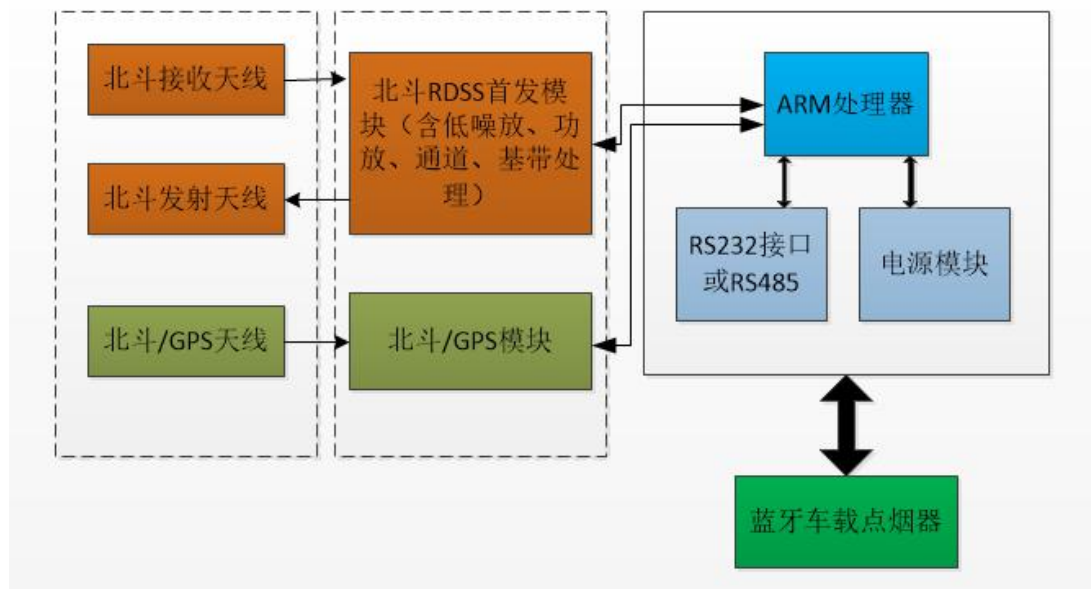 北斗接收天线
北斗RDSS首发模
块（含低噪放、功
放、通道、基带处
理）
北斗发射天线
北斗/GPS天线
北斗/GPS模块
ARM处理器
RS232接口
或RS485
电源模块
蓝牙车载点烟器